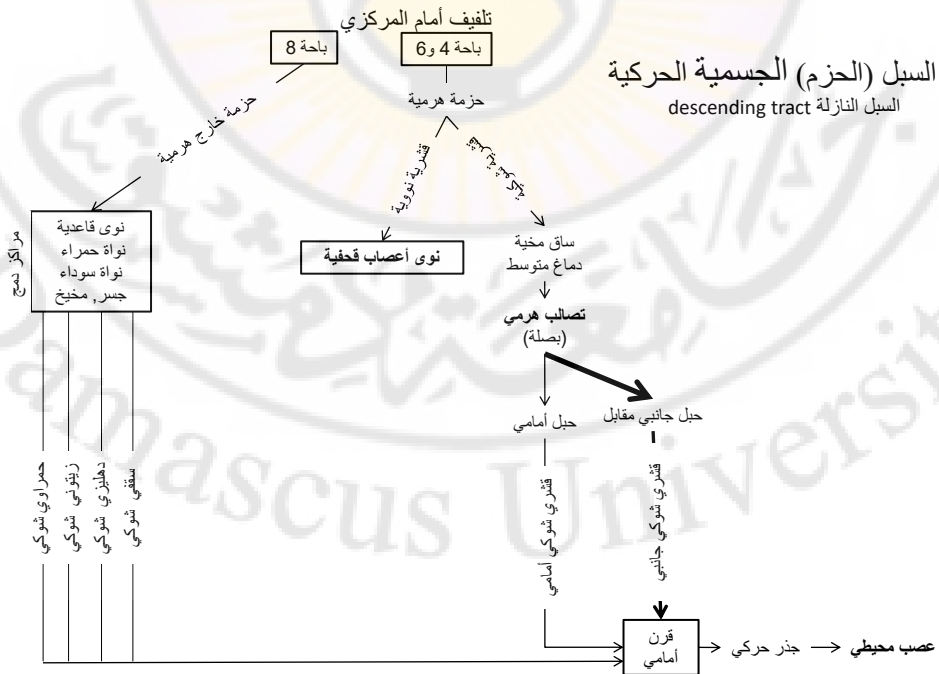 تلفيف أمام المركزي
باحة 4 و6
باحة 8
السبل (الحزم) الجسمية الحركية
السبل النازلة descending tract
حزمة هرمية
حزمة خارج هرمية
قشرية نووية
نوى أعصاب قحفية
ساق مخية
دماغ متوسط
تصالب هرمي
(بصلة)
حبل جانبي مقابل
حبل أمامي
قشري شوكي جانبي
قشري شوكي أمامي
مراكز دمج
نوى قاعدية
نواة حمراء
نواة سوداء
جسر, مخيخ
سقفي شوكي
دهليزي شوكي
زيتوني شوكي
حمراوي شوكي
قرن
أمامي
جذر حركي
عصب محيطي
Damascus University